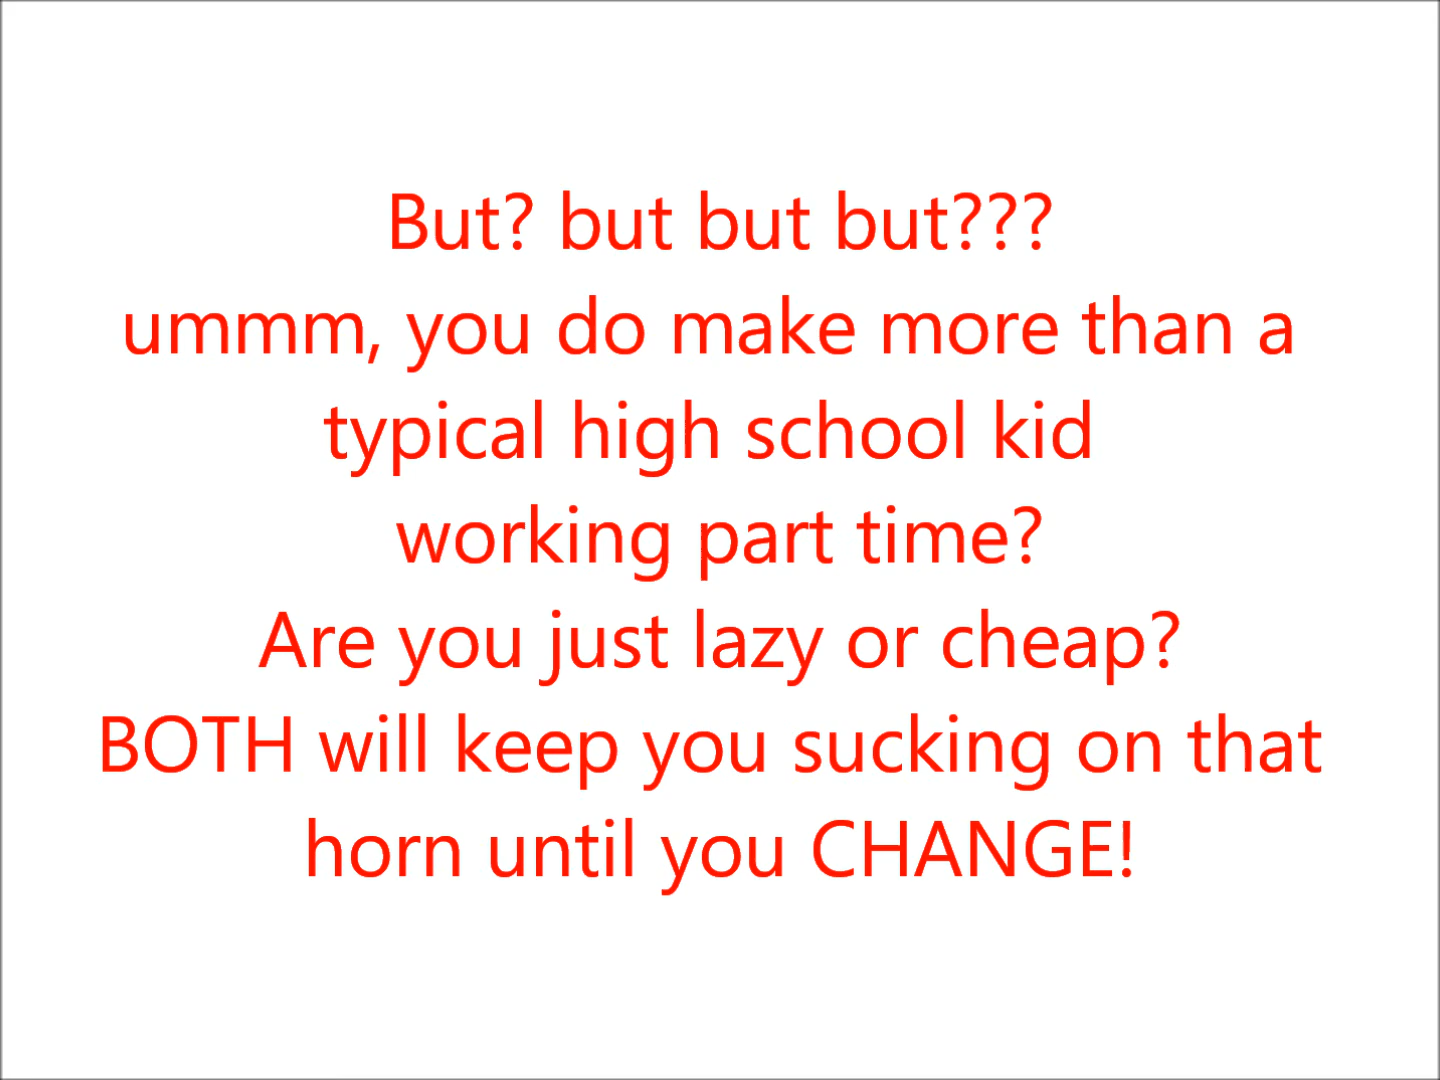 But? but but but???
ummm, you do make more than a
typical high school kid
working part time?
Are you just lazy or cheap?
BOTH will keep you sucking on that
horn until you CHANGE!